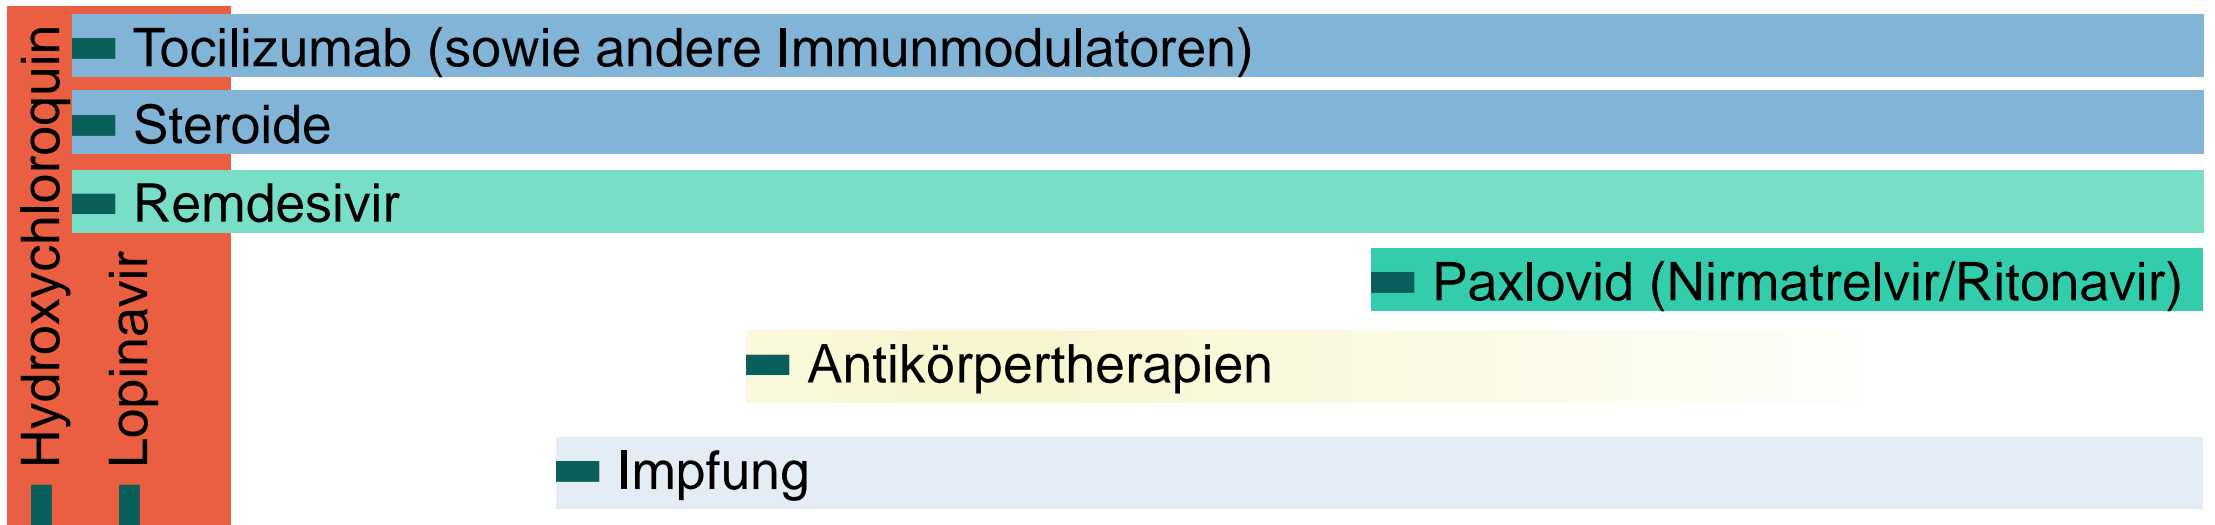 Hydroxychloroquin
Lopinavir
Tocilizumab (sowie andere Immunmodulatoren)
Steroide
Remdesivir
Paxlovid (Nirmatrelvir/Ritonavir)
Antikörpertherapien
Impfung